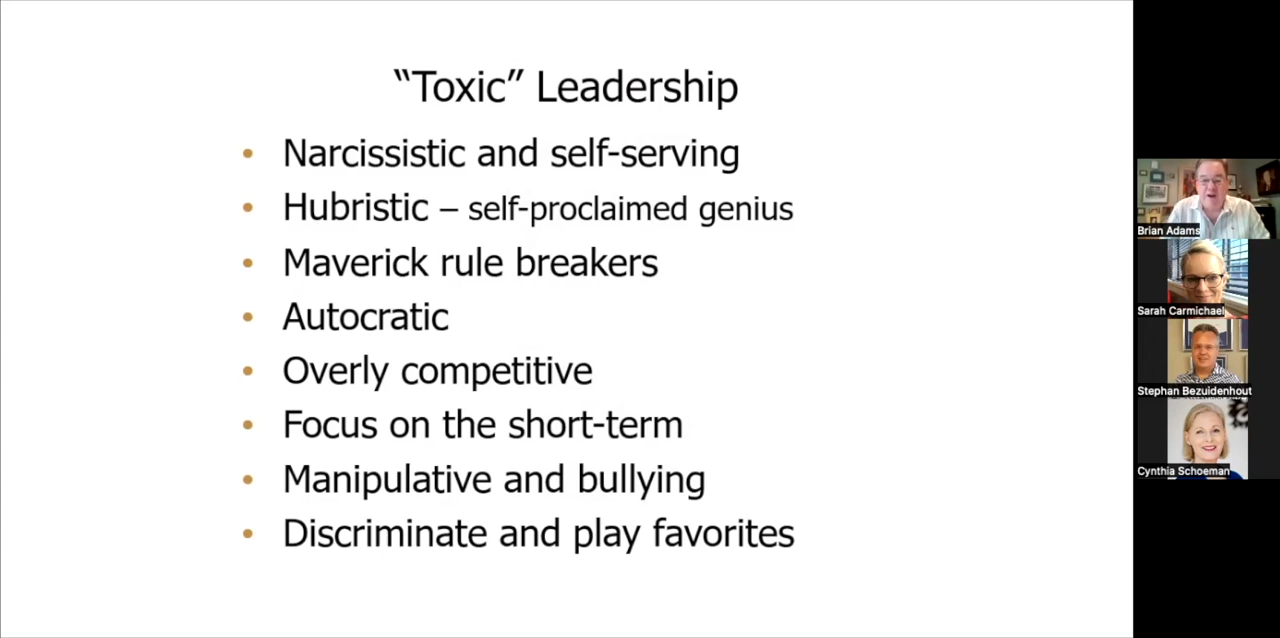 “Toxic” Leadership
• Narcissistic and self-serving
• Hubristic – self-proclaimed genius
• Maverick rule breakers
• Autocratic
• Overly competitive
• Focus on the short-term
• Manipulative and bullying
• Discriminate and play favorites
Brian Adams
Sarah Carmichael
Stephan Bezuidenhout
Cynthia Schoeman